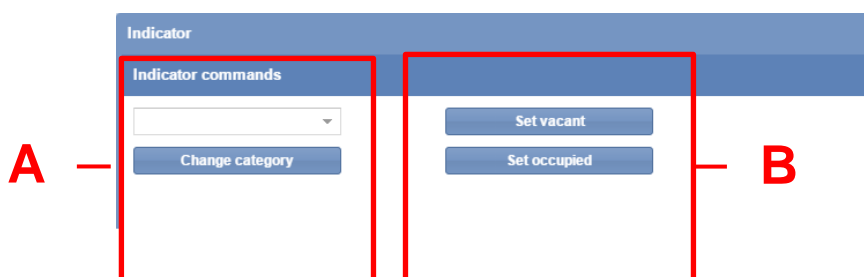 Indicator
Indicator commands
Set vacant
A
Change category
Set occupied
B